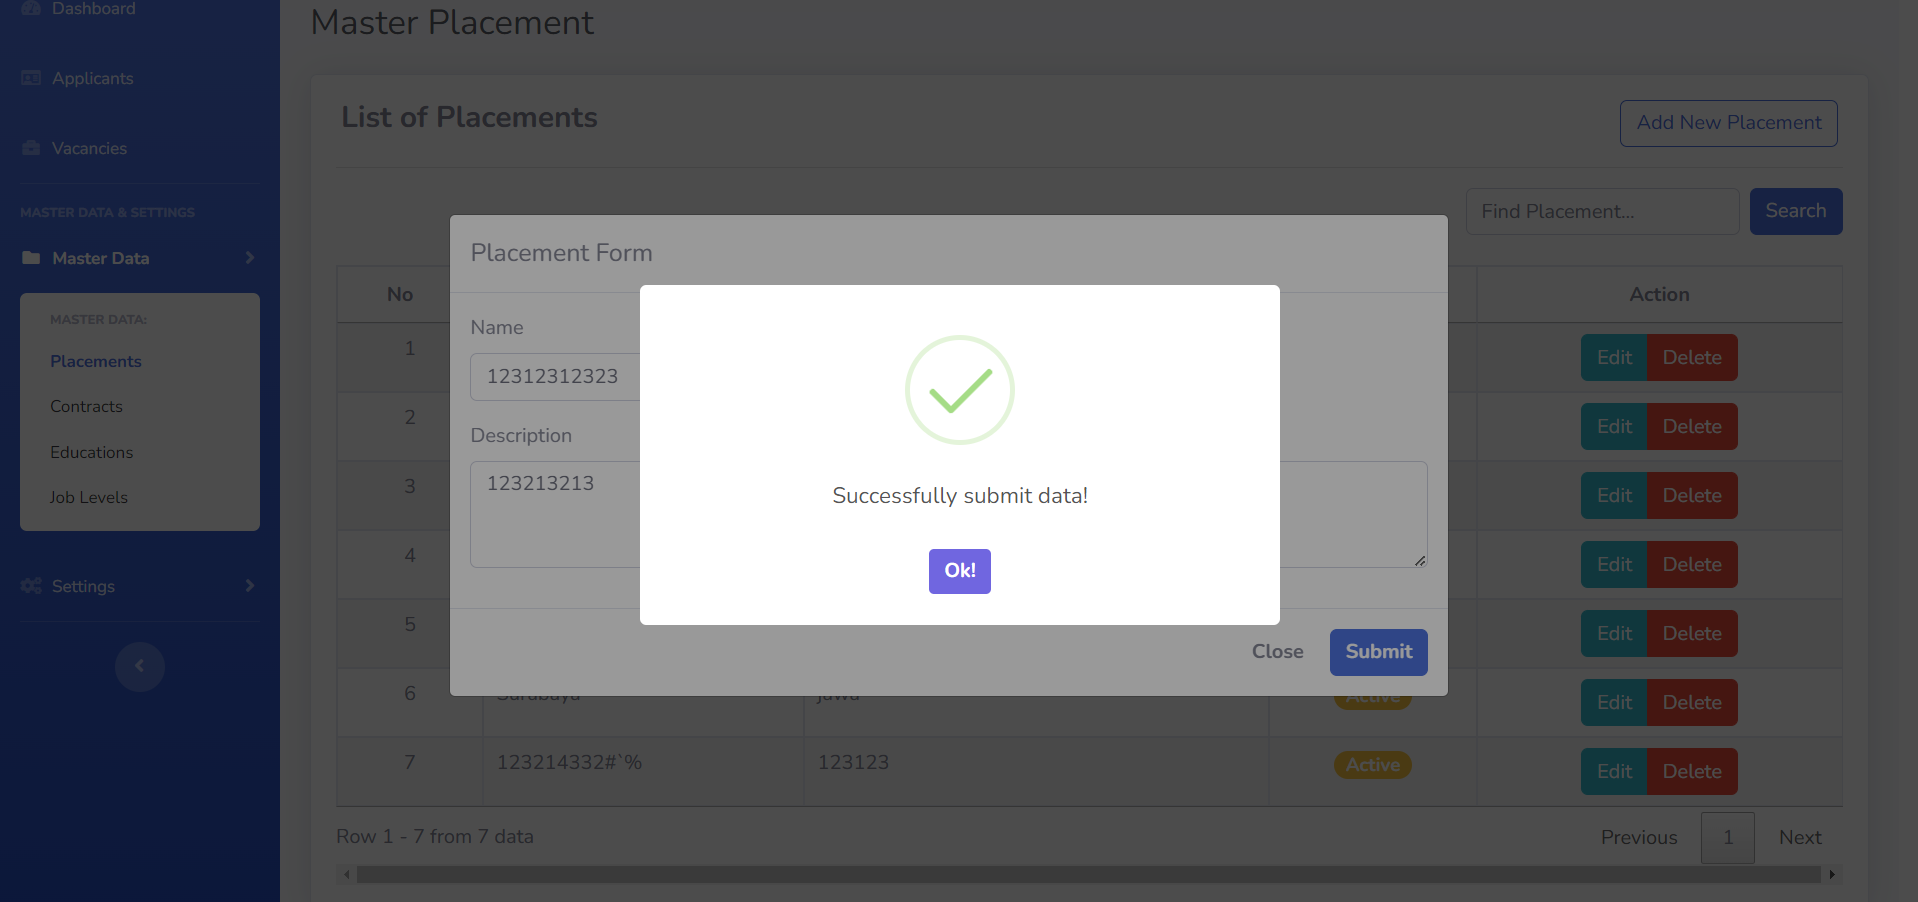 Dashboard
Applicants
Vacancies
MASTER DATA & SETTINGS
Master Data
MASTER DATA:
Placements
Contracts
Educations
Job Levels
Settings
Master Placement
List of Placements
Add New Placement
Find Placement...
Search
No
Action
1
Edit Delete
2
Edit Delete
3
Edit Delete
4
Edit Delete
5
Edit Delete
6 Surabaya jawa Active Edit Delete
7 123214332#`% 123123 Active Edit Delete
Row 1 - 7 from 7 data
Previous 1 Next
Placement Form
Name
12312312323
Description
123213213
Close Submit
Successfully submit data!
Ok!